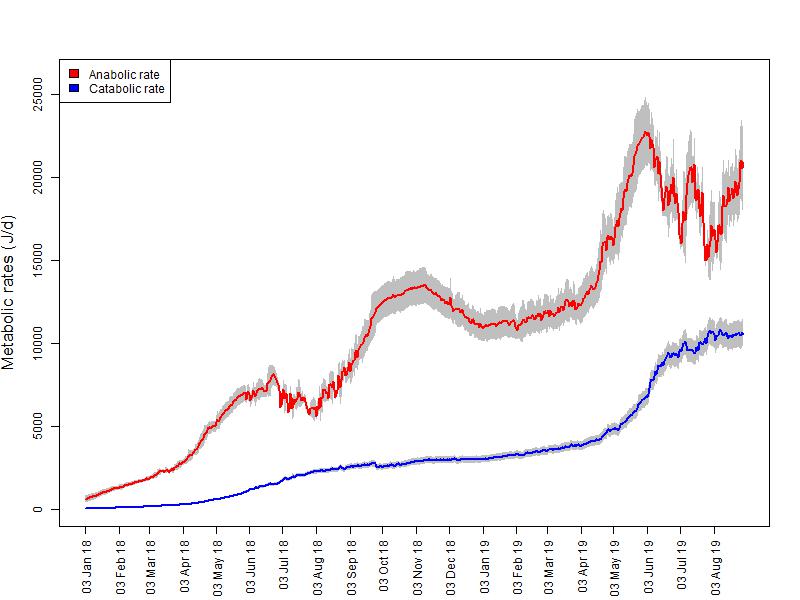 Anabolic rate
Catabolic rate
Metabolic rates (J/d)
25000
20000
15000
10000
5000
0
03 Jan 18
03 Feb 18
03 Mar 18
03 Apr 18
03 May 18
03 Jun 18
03 Jul 18
03 Aug 18
03 Sep 18
03 Oct 18
03 Nov 18
03 Dec 18
03 Jan 19
03 Feb 19
03 Mar 19
03 Apr 19
03 May 19
03 Jun 19
03 Jul 19
03 Aug 19